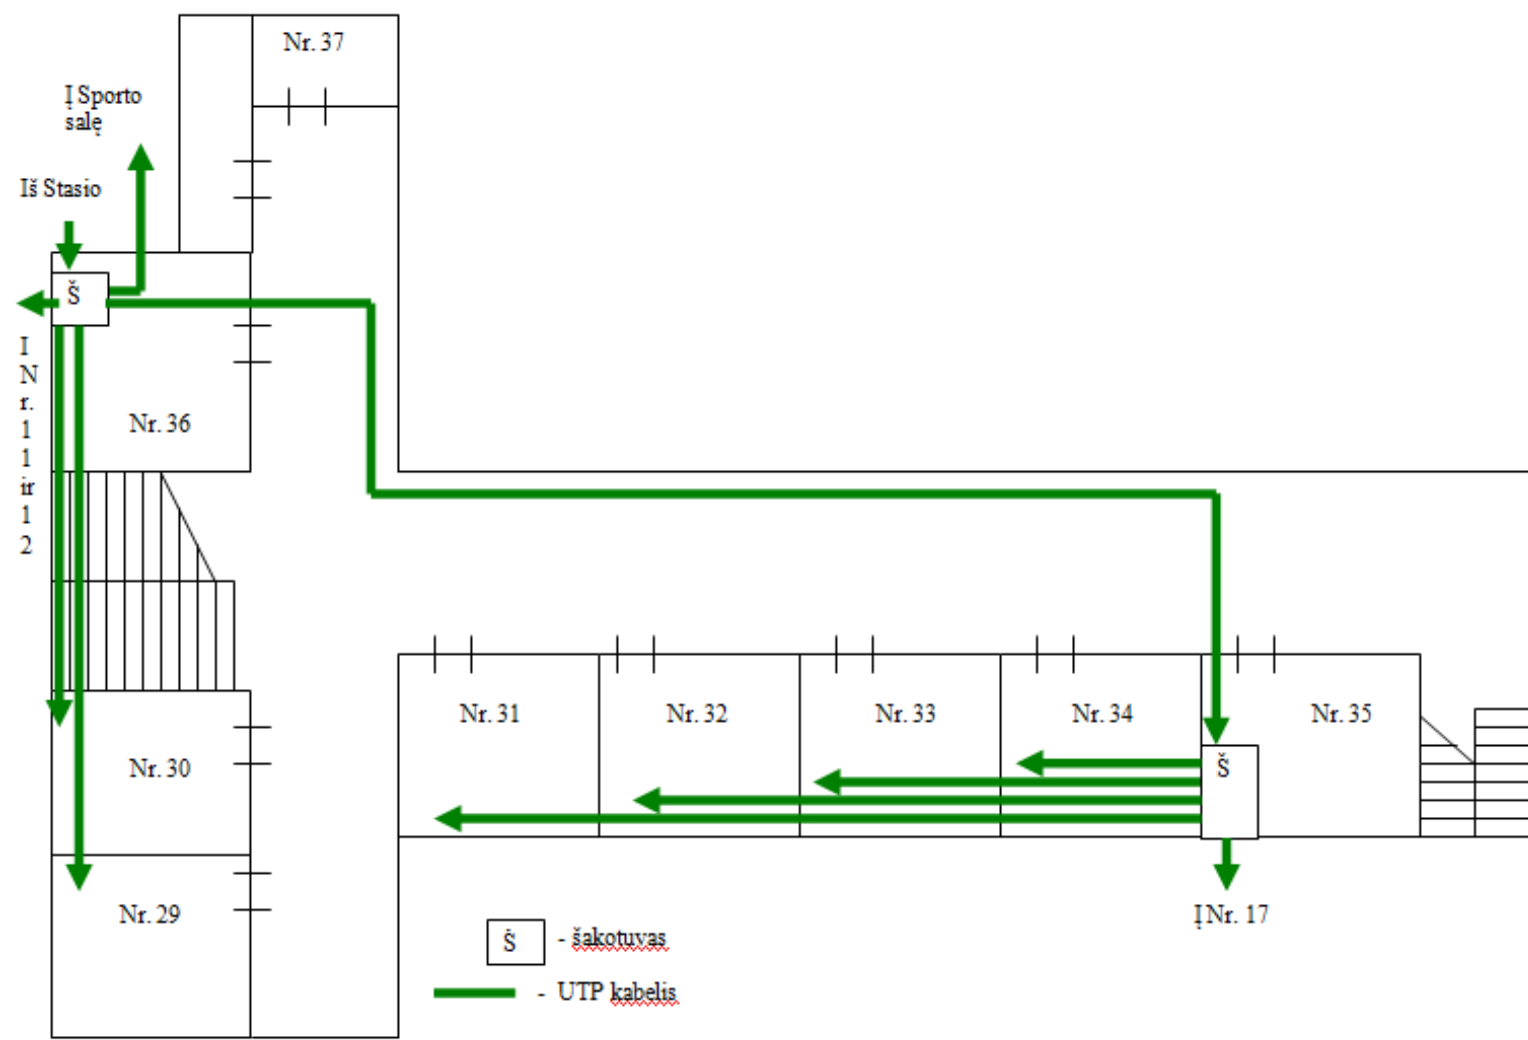 Nr. 37
Į Sporto
salę
Iš Stasio
Š
I
N
r.
1
1
ir
1
2
Nr. 36
Nr. 31
Nr. 32
Nr. 33
Nr. 34
Nr. 35
Š
Nr. 30
Nr. 29
Į Nr. 17
Š - šakotuvas
- UTP kabelis